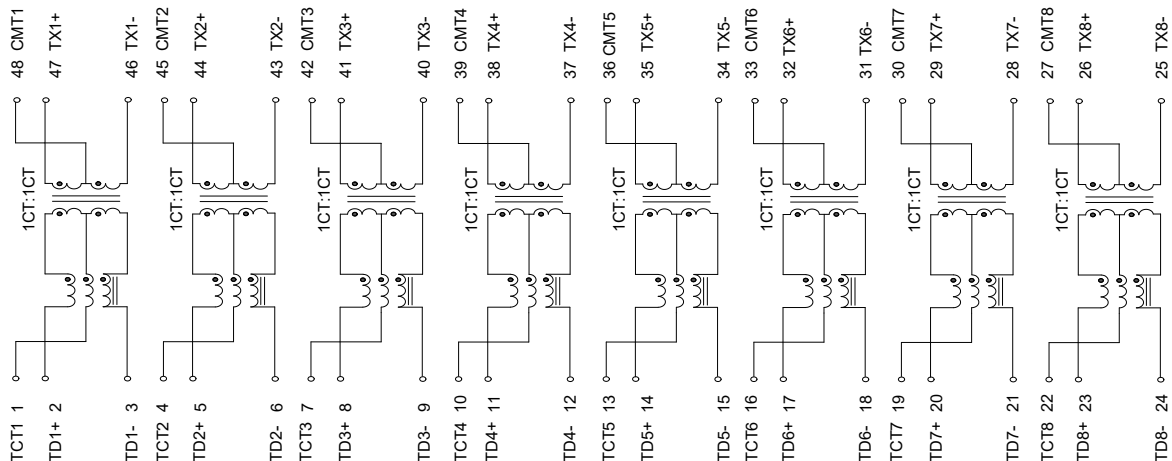 48 CMT1
47 TX1+
46 TX1-
45 CMT2
44 TX2+
43 TX2-
42 CMT3
41 TX3+
40 TX3-
39 CMT4
38 TX4+
37 TX4-
36 CMT5
35 TX5+
34 TX5-
33 CMT6
32 TX6+
31 TX6-
30 CMT7
29 TX7+
28 TX7-
27 CMT8
26 TX8+
25 TX8-
1CT:1CT
1CT:1CT
1CT:1CT
1CT:1CT
1CT:1CT
1CT:1CT
1CT:1CT
1CT:1CT
TCT1 1
TD1+ 2
TD1- 3
TCT2 4
TD2+ 5
TD2- 6
TCT3 7
TD3+ 8
TD3- 9
TCT4 10
TD4+ 11
TD4- 12
TCT5 13
TD5+ 14
TD5- 15
TCT6 16
TD6+ 17
TD6- 18
TCT7 19
TD7+ 20
TD7- 21
TCT8 22
TD8+ 23
TD8- 24